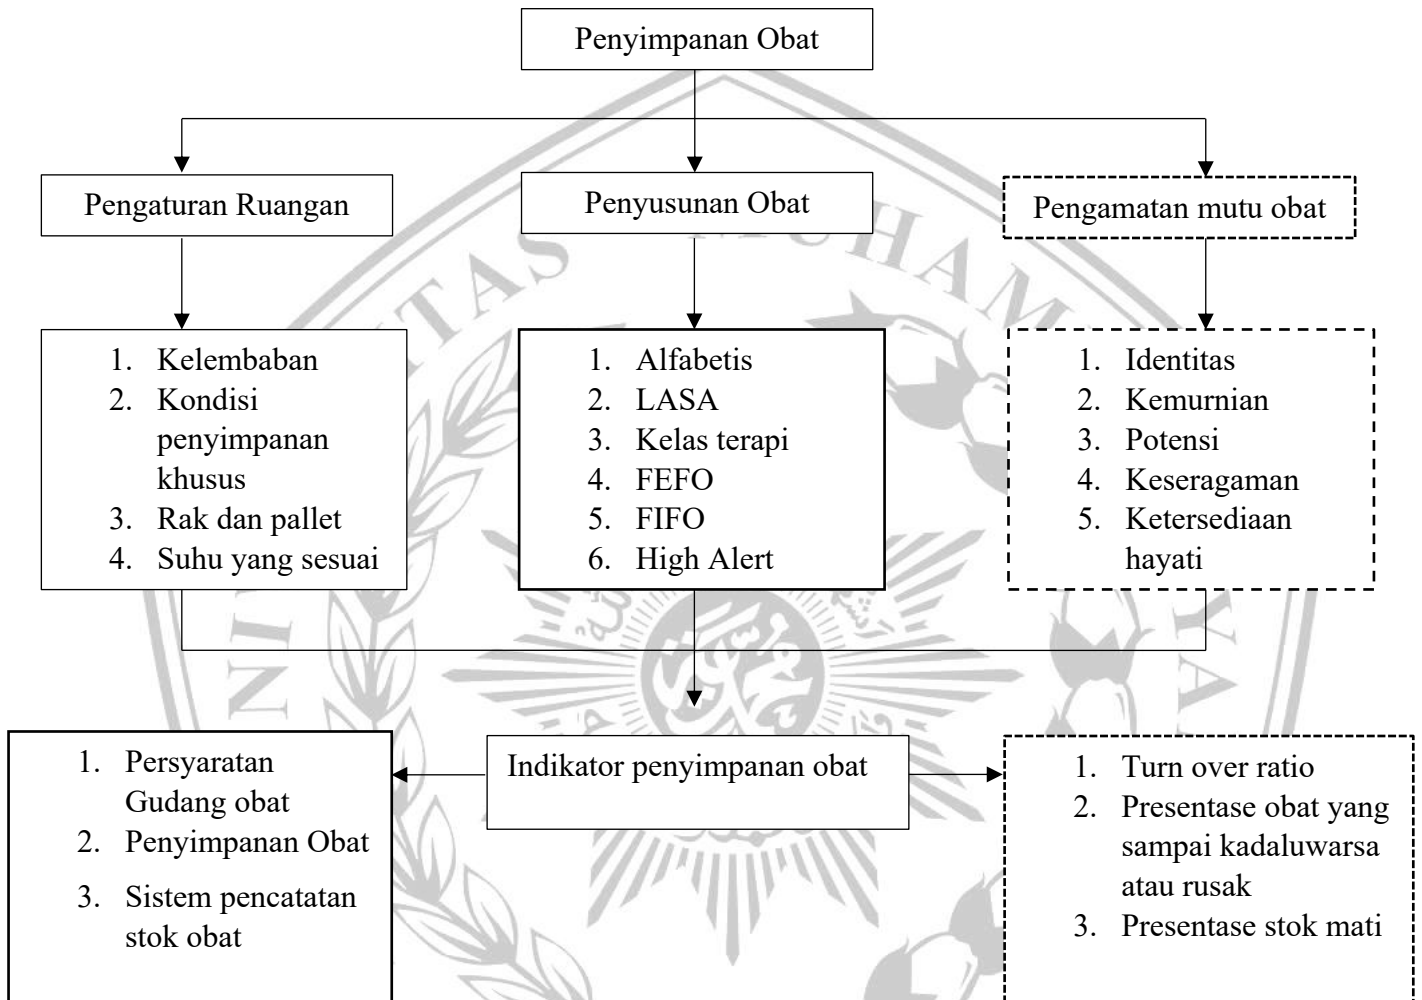 Penyimpanan Obat
Pengaturan Ruangan
Penyusunan Obat
Pengamatan mutu obat
1. Kelembaban
2. Kondisi
penyimpanan
khusus
3. Rak dan pallet
4. Suhu yang sesuai
1. Alfabetis
2. LASA
3. Kelas terapi
4. FEFO
5. FIFO
6. High Alert
1. Identitas
2. Kemurnian
3. Potensi
4. Keseragaman
5. Ketersediaan
hayati
1. Persyaratan
Gudang obat
2. Penyimpanan Obat
3. Sistem pencatatan
stok obat
Indikator penyimpanan obat
1. Turn over ratio
2. Presentase obat yang
sampai kadaluwarsa
atau rusak
3. Presentase stok mati